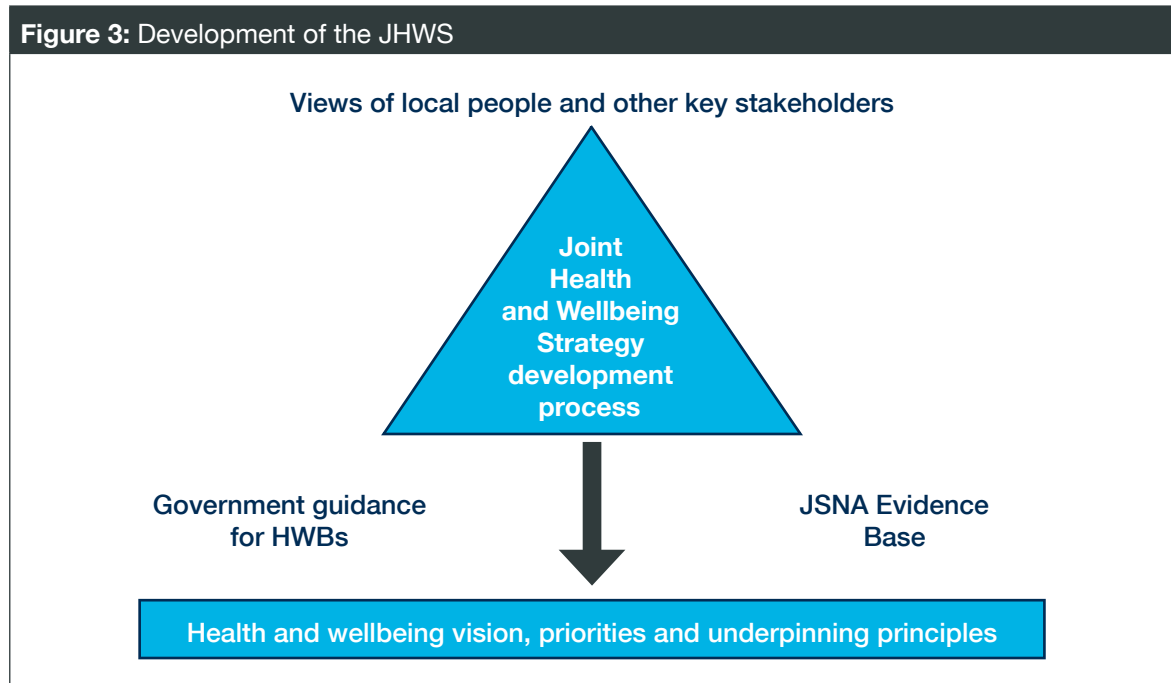 Figure 3: Development of the JHWS
Views of local people and other key stakeholders
Joint
Health
and Wellbeing
Strategy
development
process
Government guidance
for HWBs
JSNA Evidence
Base
Health and wellbeing vision, priorities and underpinning principles